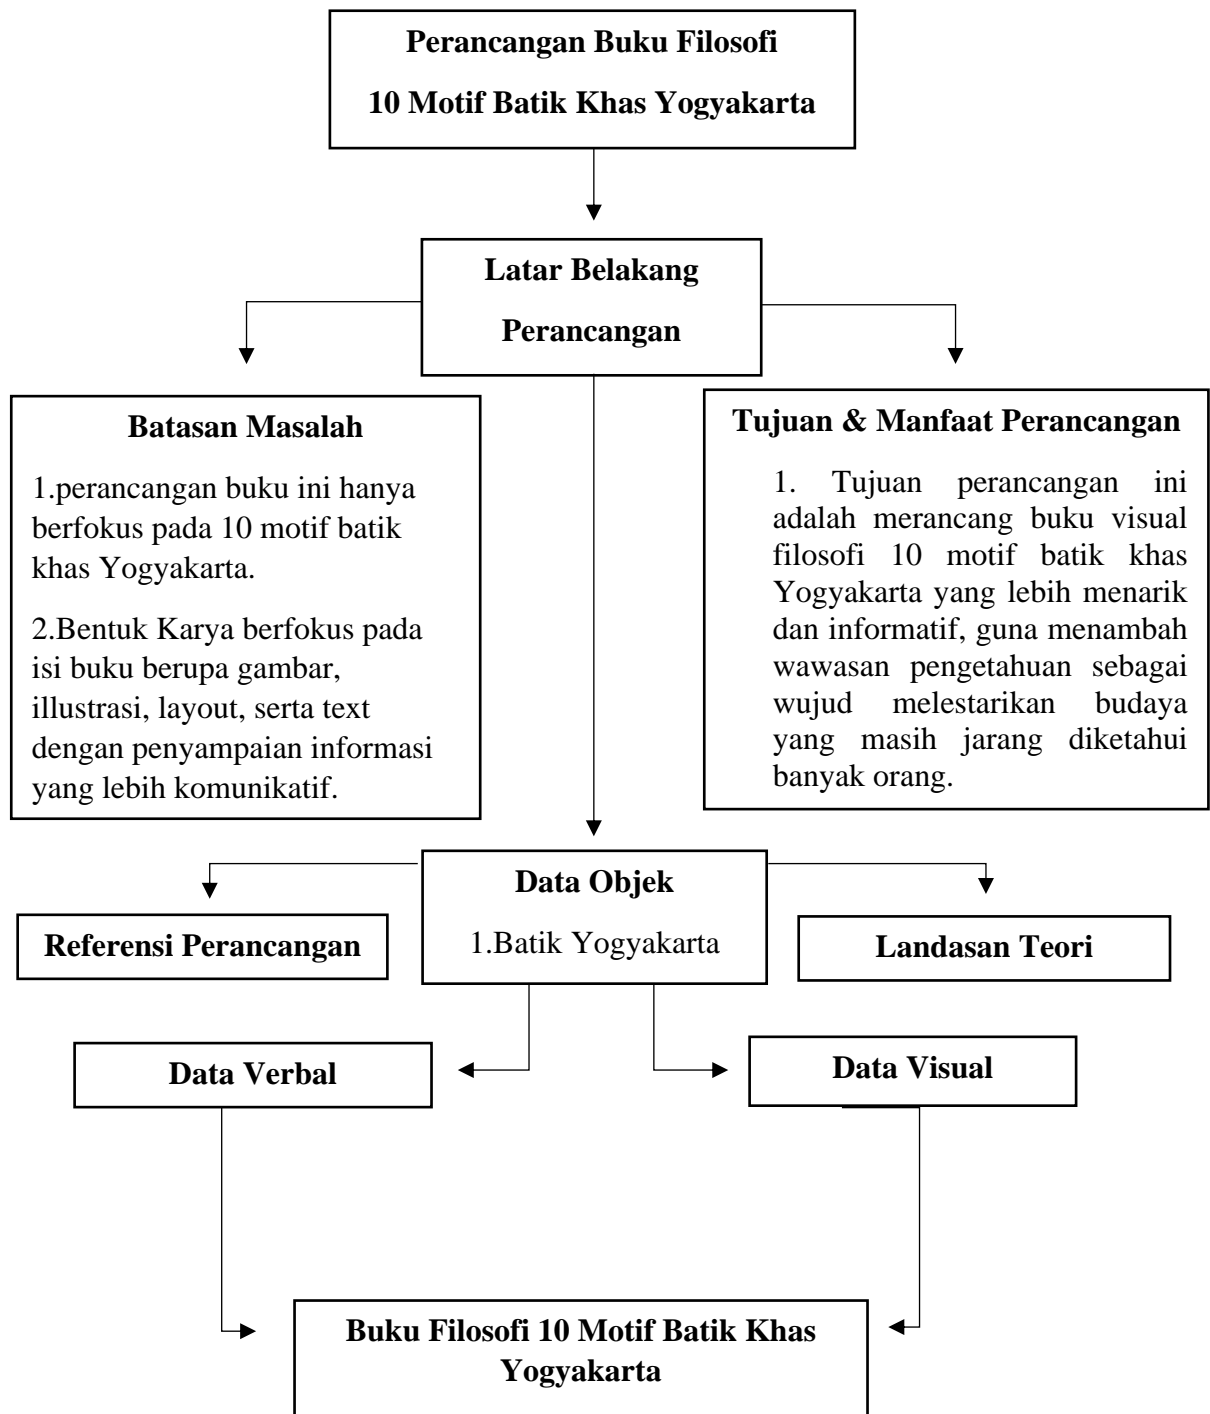 Perancangan Buku Filosofi
10 Motif Batik Khas Yogyakarta
Latar Belakang
Perancangan
Batasan Masalah
1.perancangan buku ini hanya
berfokus pada 10 motif batik
khas Yogyakarta.
2.Bentuk Karya berfokus pada
isi buku berupa gambar,
illustrasi, layout, serta text
dengan penyampaian informasi
yang lebih komunikatif.
Tujuan & Manfaat Perancangan
1. Tujuan perancangan ini
adalah merancang buku visual
filosofi 10 motif batik khas
Yogyakarta yang lebih menarik
dan informatif, guna menambah
wawasan pengetahuan sebagai
wujud melestarikan budaya
yang masih jarang diketahui
banyak orang.
Data Objek
1.Batik Yogyakarta
Referensi Perancangan
Landasan Teori
Data Verbal
Data Visual
Buku Filosofi 10 Motif Batik Khas
Yogyakarta